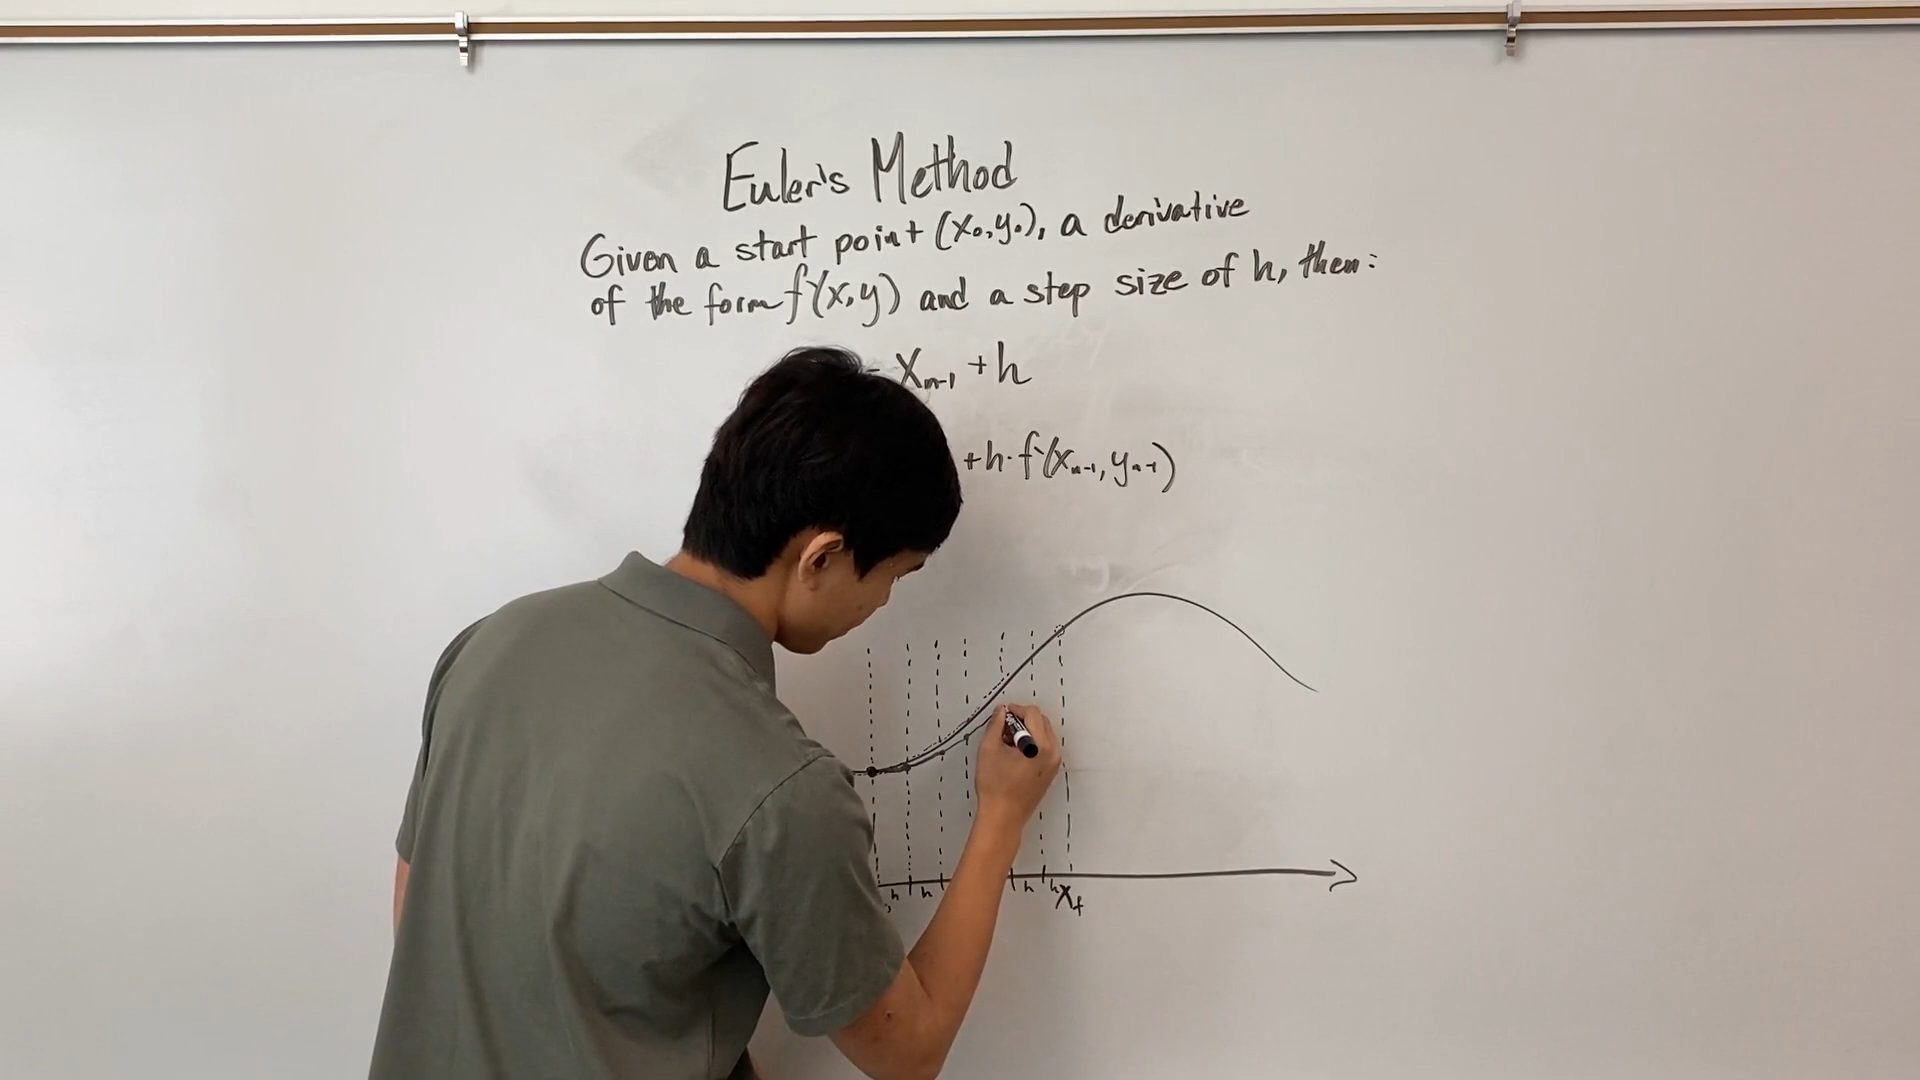 Euler's Method
Given a start point (x₀,y₀), a derivative
of the form f'(x,y) and a step size of h, then:
= xₙ₋₁ + h
+h·f'(xₙ₋₁, yₙ₋₁)
h h h h x_f